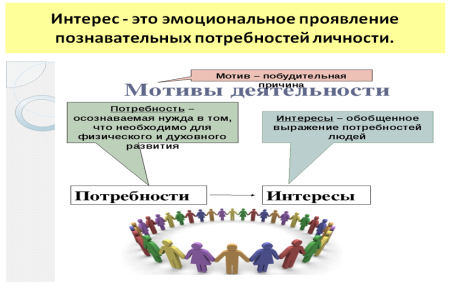 Интерес - это эмоциональное проявление
познавательных потребностей личности.
Мотив – побудительная
причина
Мотивы деятельности
Потребность –
осознаваемая нужда в том,
что необходимо для
физического и духовного
развития
Интересы – обобщенное
выражение потребностей
людей
Потребности
Интересы